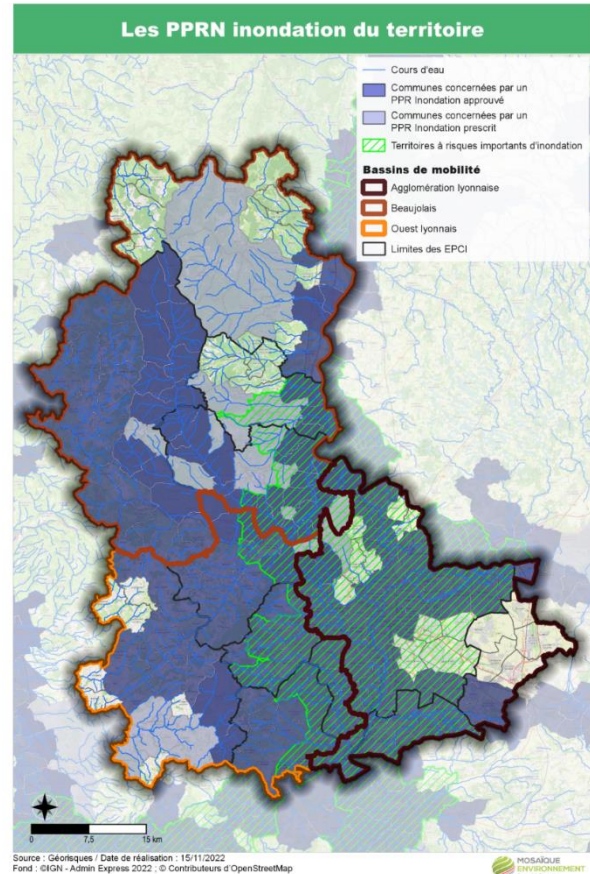 Les PPRN inondation du territoire
Cours d'eau
Communes concernées par un
PPR Inondation approuvé
Communes concernées par un
PPR Inondation prescrit
Territoires à risques importants d'inondation
Bassins de mobilité
Agglomération lyonnaise
Beaujolais
Ouest lyonnais
Limites des EPCI
0 7,5 15 km
Source : Géorisques / Date de réalisation : 15/11/2022
Fond : ©IGN - Admin Express 2022 ; © Contributeurs d'OpenStreetMap
MOSAÏQUE
ENVIRONNEMENT